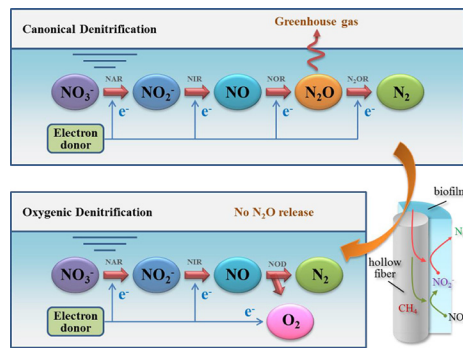 Greenhouse gas
Canonical Denitrification
NAR NIR NOR N₂OR
NO₃⁻ NO₂⁻ NO N₂O N₂
e⁻ e⁻ e⁻ e⁻
Electron
donor
Oxygenic Denitrification No N₂O release
NAR NIR NOD
NO₃⁻ NO₂⁻ NO N₂
e⁻ e⁻ e⁻
Electron
donor
O₂
biofilm
hollow
fiber
NO₂⁻
CH₄